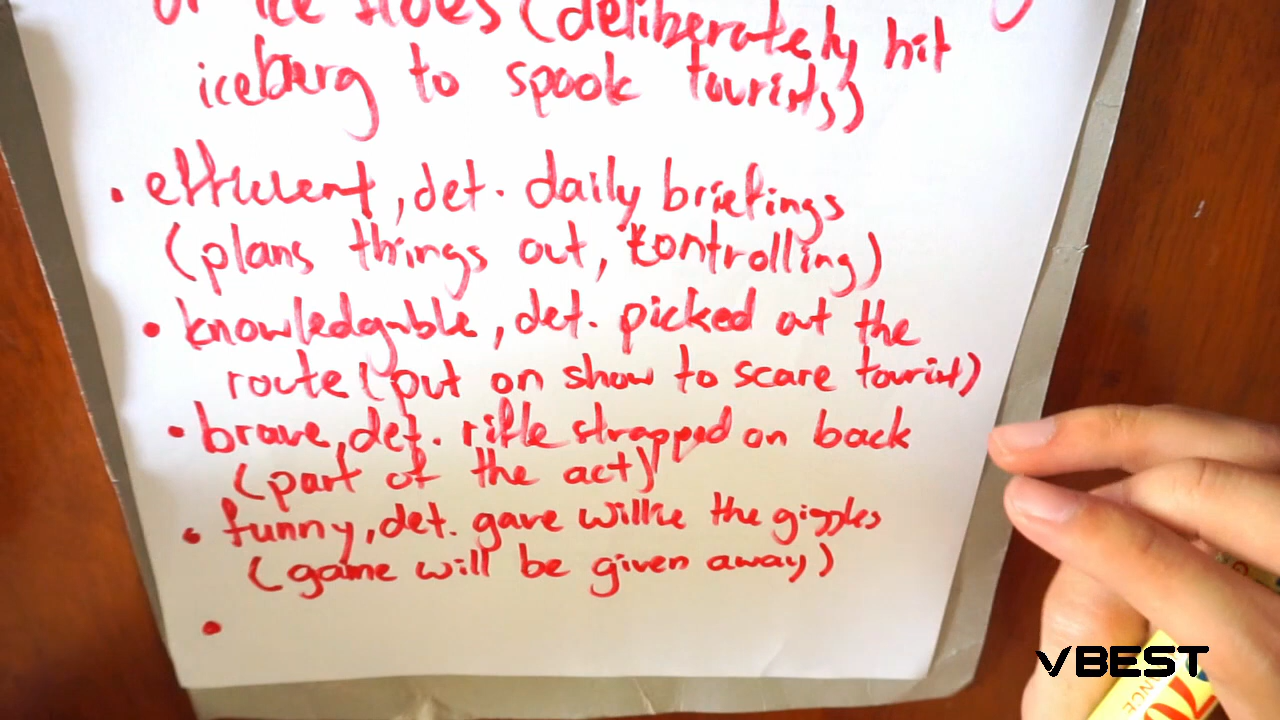 of ice shoes (deliberately hit
iceberg to spook tourists)
• efficient, det. daily briefings
(plans things out, controlling)
• knowledgable, det. picked out the
route (put on show to scare tourist)
• brave, det. rifle strapped on back
(part of the act)
• funny, det. gave willie the giggles
(game will be given away)
•
VBEST